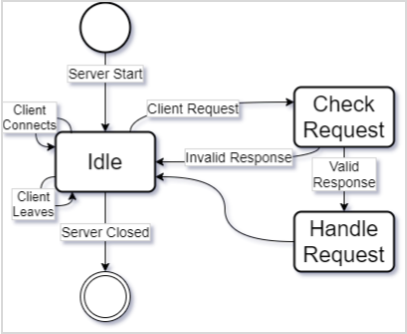 Server Start
Client
Connects
Client Request
Check
Request
Idle
Invalid Response
Valid
Response
Client
Leaves
Server Closed
Handle
Request